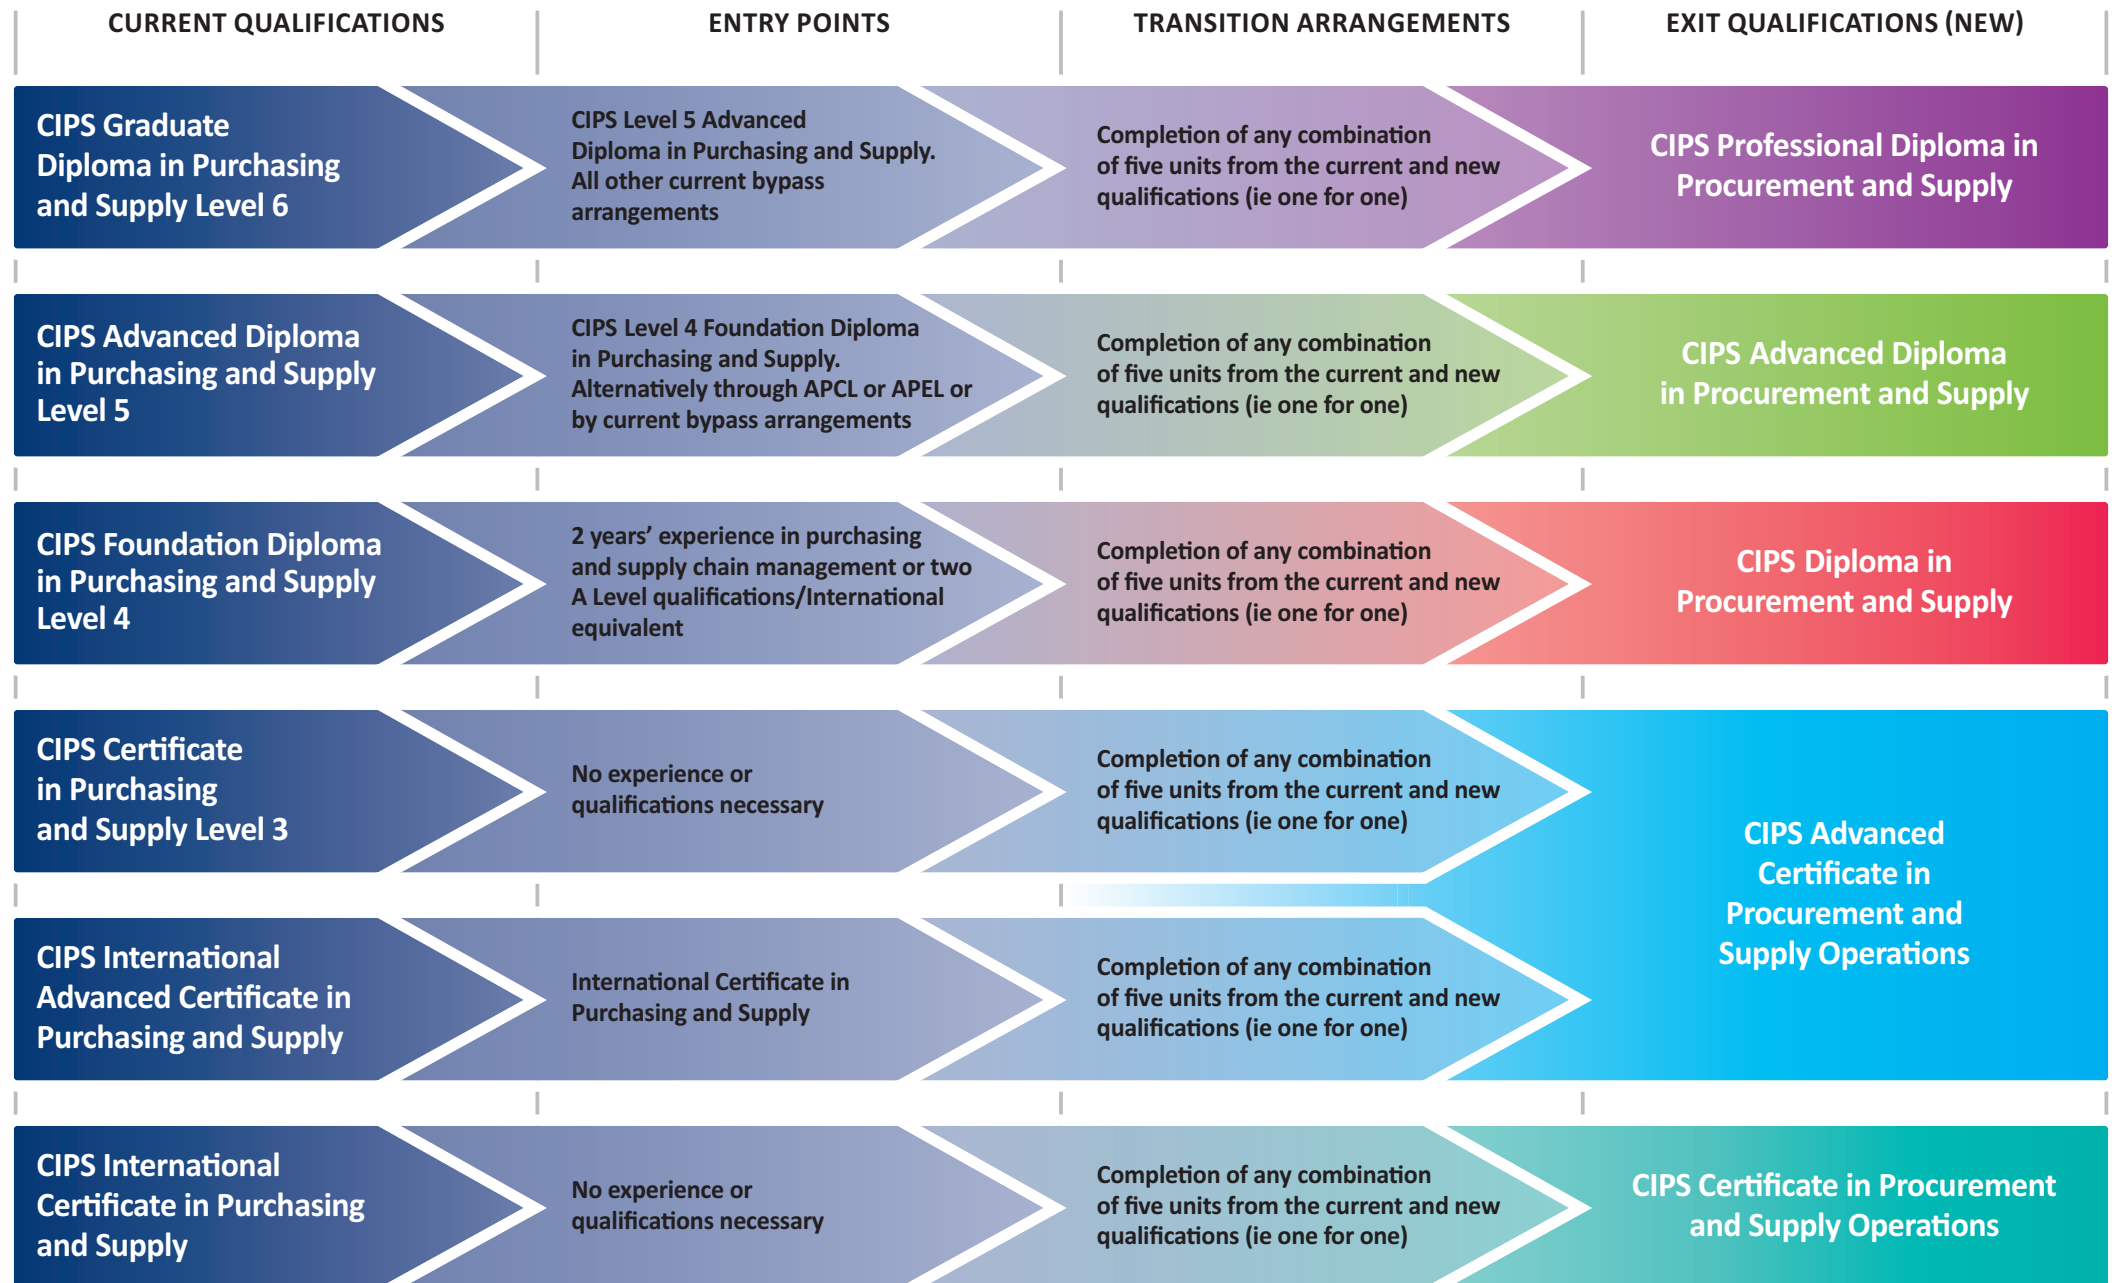 CURRENT QUALIFICATIONS
ENTRY POINTS
TRANSITION ARRANGEMENTS
EXIT QUALIFICATIONS (NEW)
CIPS Graduate
Diploma in Purchasing
and Supply Level 6
CIPS Level 5 Advanced
Diploma in Purchasing and Supply.
All other current bypass
arrangements
Completion of any combination
of five units from the current and new
qualifications (ie one for one)
CIPS Professional Diploma in
Procurement and Supply
CIPS Advanced Diploma
in Purchasing and Supply
Level 5
CIPS Level 4 Foundation Diploma
in Purchasing and Supply.
Alternatively through APCL or APEL or
by current bypass arrangements
Completion of any combination
of five units from the current and new
qualifications (ie one for one)
CIPS Advanced Diploma
in Procurement and Supply
CIPS Foundation Diploma
in Purchasing and Supply
Level 4
2 years’ experience in purchasing
and supply chain management or two
A Level qualifications/International
equivalent
Completion of any combination
of five units from the current and new
qualifications (ie one for one)
CIPS Diploma in
Procurement and Supply
CIPS Certificate
in Purchasing
and Supply Level 3
No experience or
qualifications necessary
Completion of any combination
of five units from the current and new
qualifications (ie one for one)
CIPS Advanced
Certificate in
Procurement and
Supply Operations
CIPS International
Advanced Certificate in
Purchasing and Supply
International Certificate in
Purchasing and Supply
Completion of any combination
of five units from the current and new
qualifications (ie one for one)
CIPS International
Certificate in Purchasing
and Supply
No experience or
qualifications necessary
Completion of any combination
of five units from the current and new
qualifications (ie one for one)
CIPS Certificate in Procurement
and Supply Operations